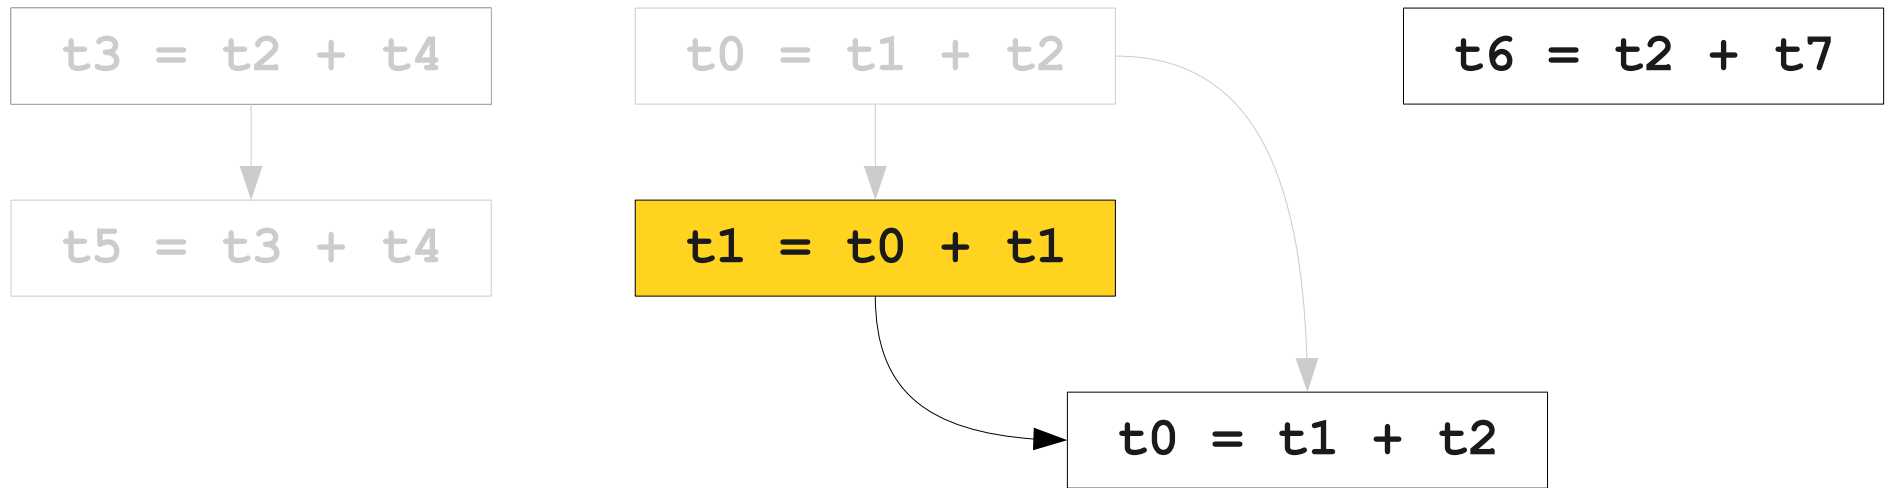 t3 = t2 + t4
t0 = t1 + t2
t6 = t2 + t7
t5 = t3 + t4
t1 = t0 + t1
t0 = t1 + t2